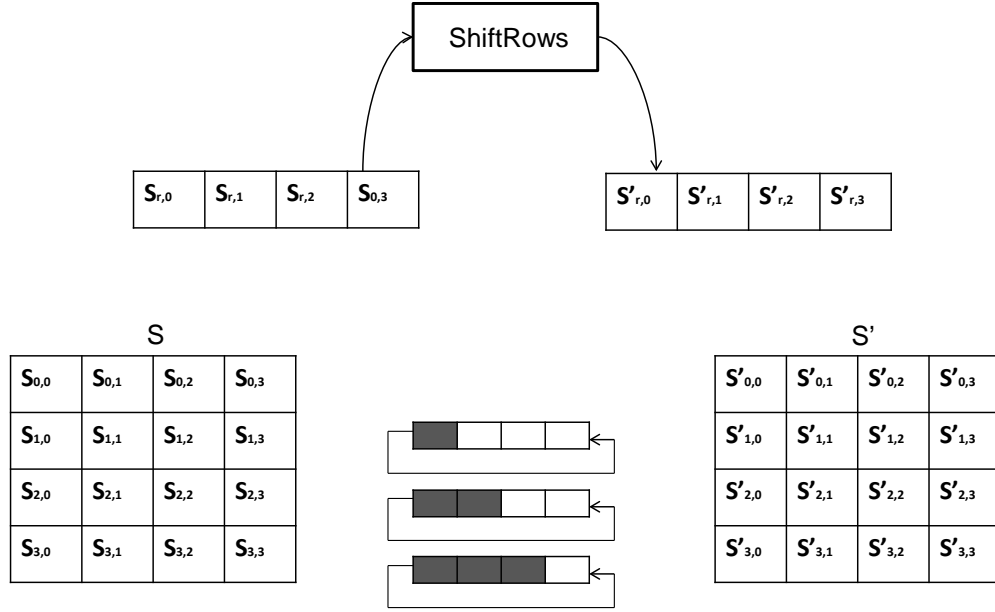 ShiftRows
Sr,0 Sr,1 Sr,2 S0,3
S'r,0 S'r,1 S'r,2 S'r,3
S
S0,0 S0,1 S0,2 S0,3
S1,0 S1,1 S1,2 S1,3
S2,0 S2,1 S2,2 S2,3
S3,0 S3,1 S3,2 S3,3
S'
S'0,0 S'0,1 S'0,2 S'0,3
S'1,0 S'1,1 S'1,2 S'1,3
S'2,0 S'2,1 S'2,2 S'2,3
S'3,0 S'3,1 S'3,2 S'3,3